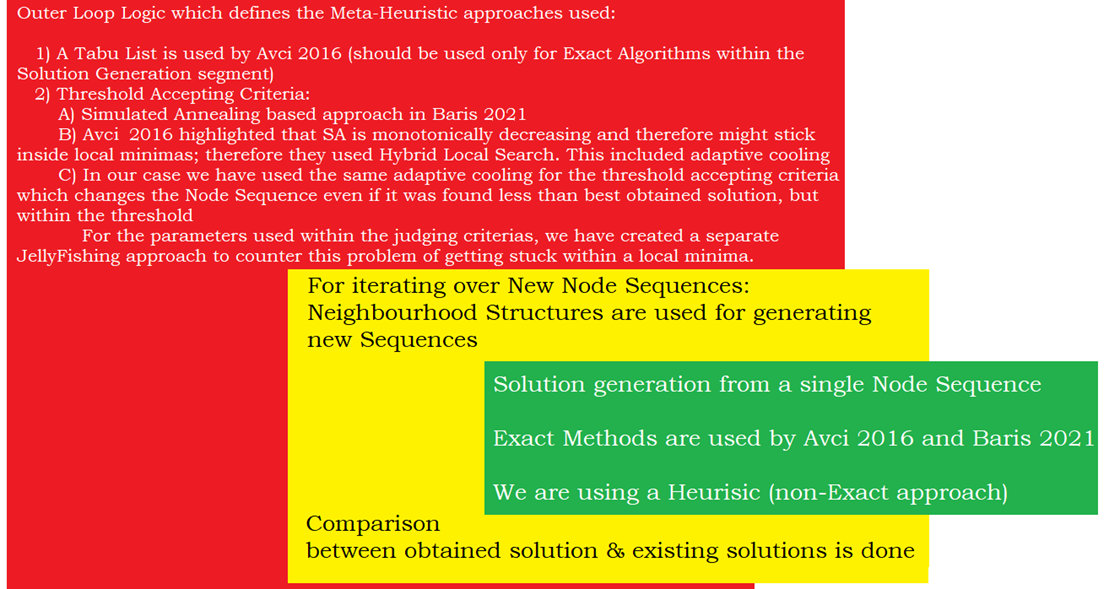 Outer Loop Logic which defines the Meta-Heuristic approaches used:
1) A Tabu List is used by Avci 2016 (should be used only for Exact Algorithms within the
Solution Generation segment)
2) Threshold Accepting Criteria:
A) Simulated Annealing based approach in Baris 2021
B) Avci 2016 highlighted that SA is monotonically decreasing and therefore might stick
inside local minimas; therefore they used Hybrid Local Search. This included adaptive cooling
C) In our case we have used the same adaptive cooling for the threshold accepting criteria
which changes the Node Sequence even if it was found less than best obtained solution, but
within the threshold
For the parameters used within the judging criterias, we have created a separate
JellyFishing approach to counter this problem of getting stuck within a local minima.
For iterating over New Node Sequences:
Neighbourhood Structures are used for generating
new Sequences
Solution generation from a single Node Sequence
Exact Methods are used by Avci 2016 and Baris 2021
We are using a Heurisic (non-Exact approach)
Comparison
between obtained solution & existing solutions is done